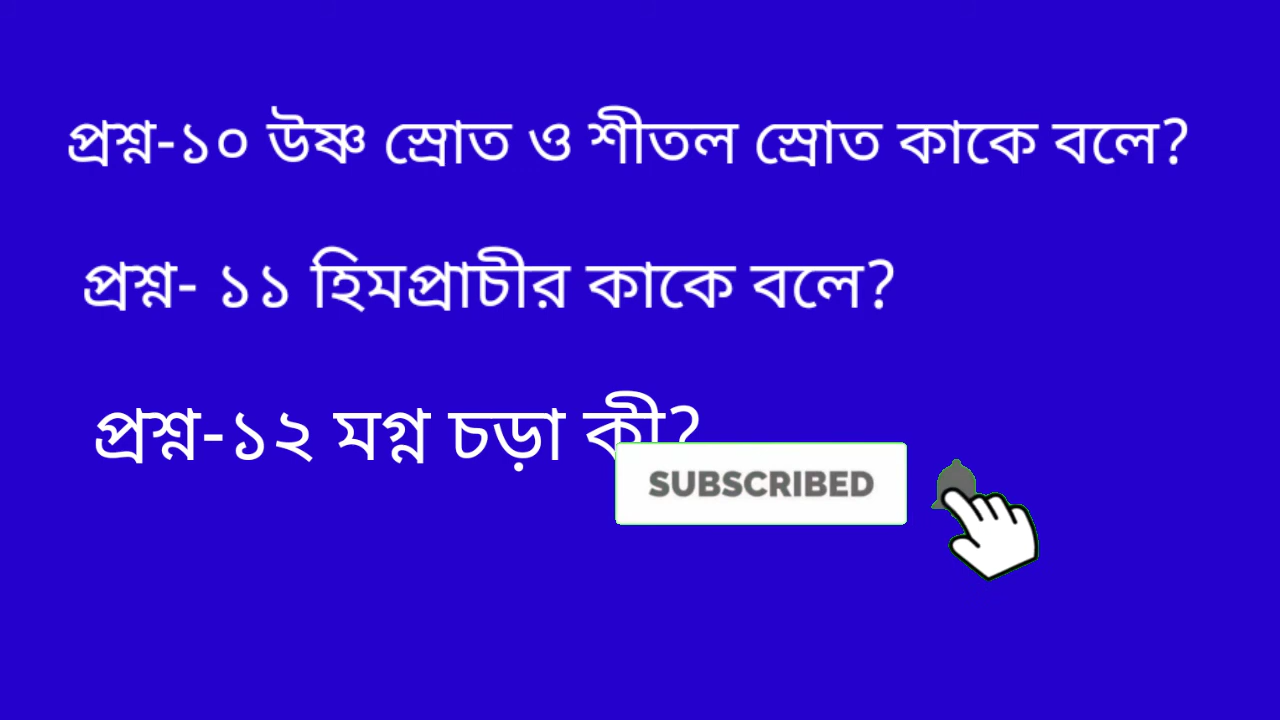 প্রশ্ন-১০ উষ্ণ স্রোত ও শীতল স্রোত কাকে বলে?
প্রশ্ন- ১১ হিমপ্রাচীর কাকে বলে?
প্রশ্ন-১২ মগ্ন চড়া কী?
SUBSCRIBED